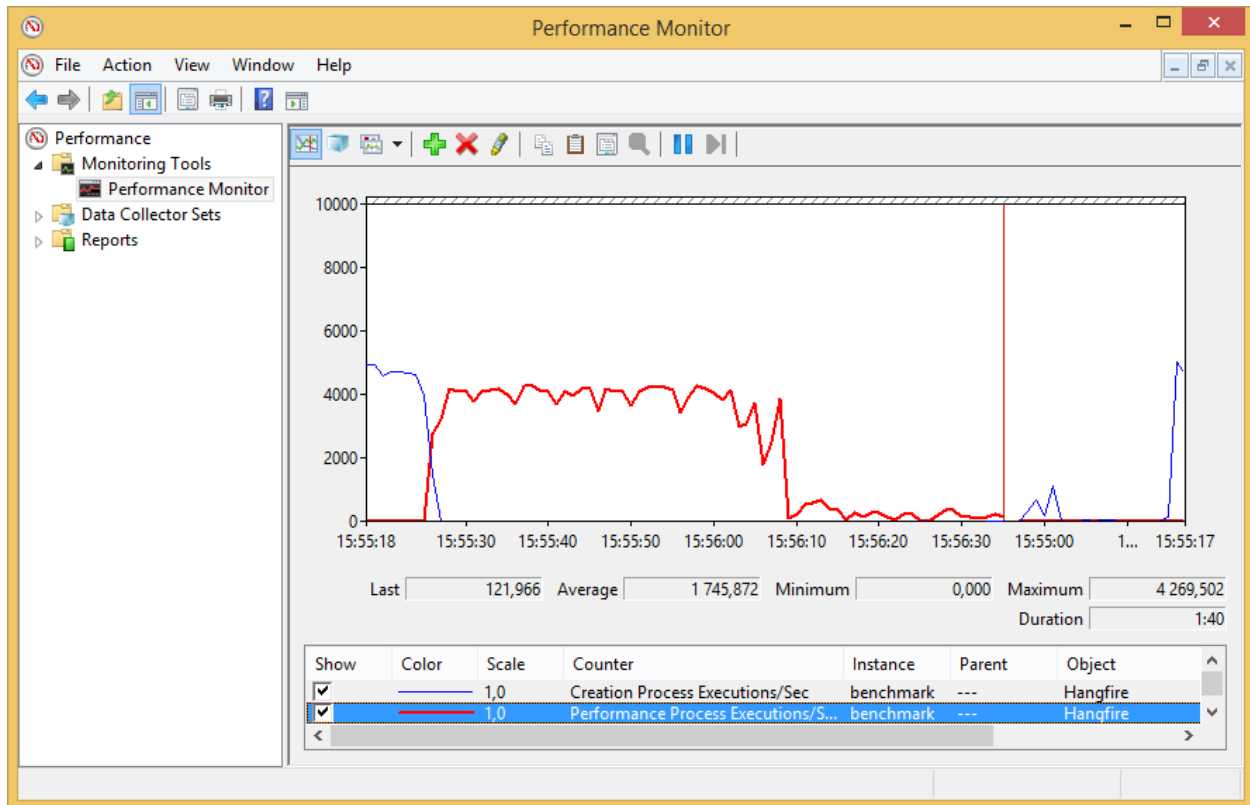 Performance Monitor
File Action View Window Help
Performance
Monitoring Tools
Performance Monitor
Data Collector Sets
Reports
10000
8000
6000
4000
2000
0
15:55:18 15:55:30 15:55:40 15:55:50 15:56:00 15:56:10 15:56:20 15:56:30 15:55:00 1... 15:55:17
Last 121,966 Average 1 745,872 Minimum 0,000 Maximum 4 269,502
Duration 1:40
Show Color Scale Counter Instance Parent Object
1,0 Creation Process Executions/Sec benchmark --- Hangfire
1,0 Performance Process Executions/S... benchmark --- Hangfire